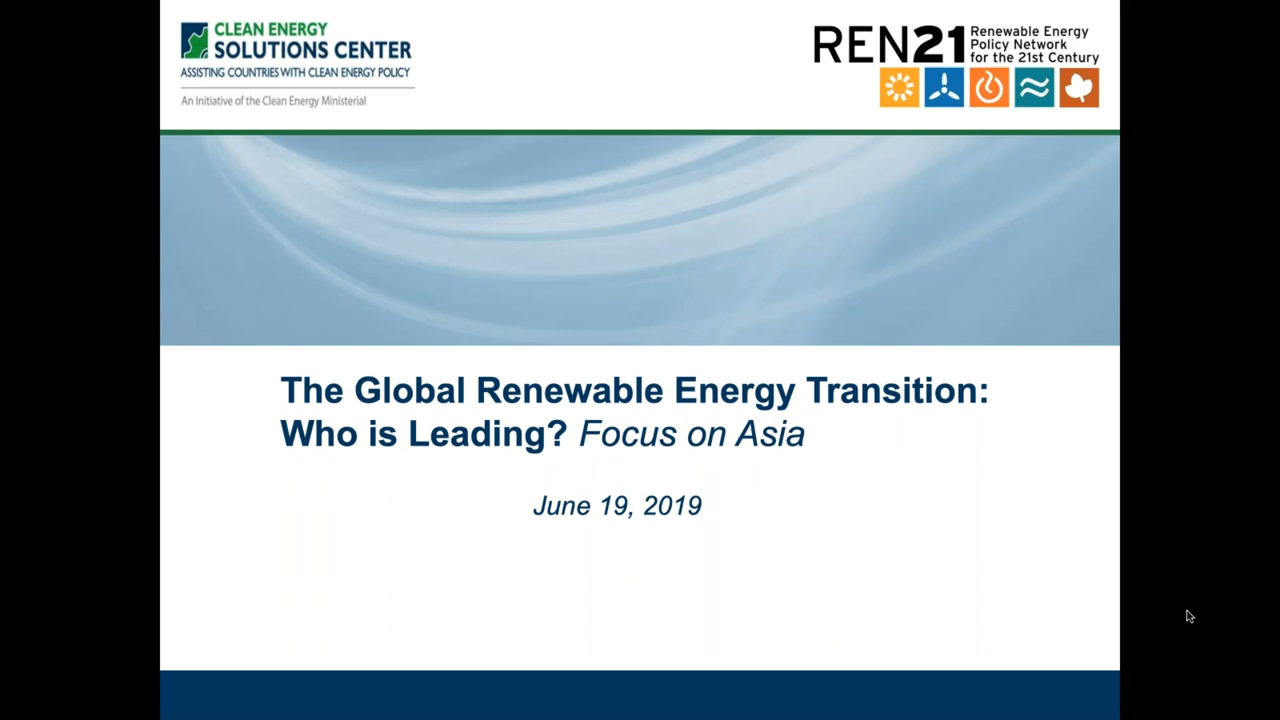 CLEAN ENERGY
SOLUTIONS CENTER
ASSISTING COUNTRIES WITH CLEAN ENERGY POLICY
An Initiative of the Clean Energy Ministerial
REN21
Renewable Energy
Policy Network
for the 21st Century
The Global Renewable Energy Transition:
Who is Leading? Focus on Asia
June 19, 2019